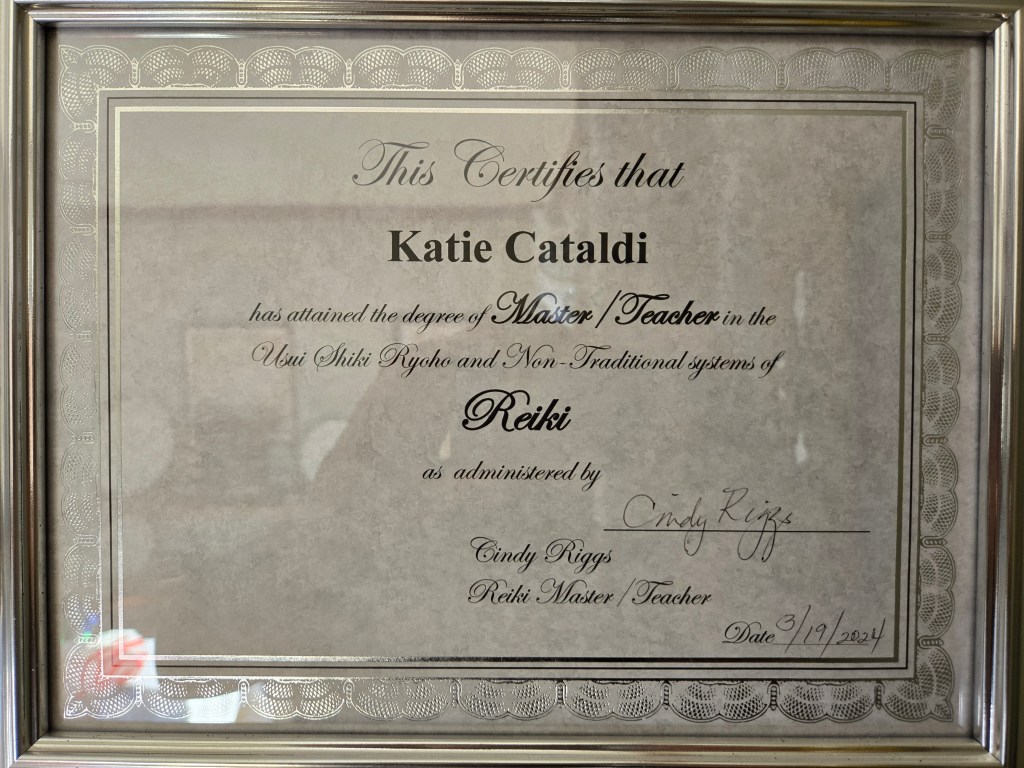 This Certifies that
Katie Cataldi
has attained the degree of Master/Teacher in the
Usui Shiki Ryoho and Non-Traditional systems of
Reiki
as administered by
Cindy Riggs
Cindy Riggs
Reiki Master/Teacher
Date 3/19/2024